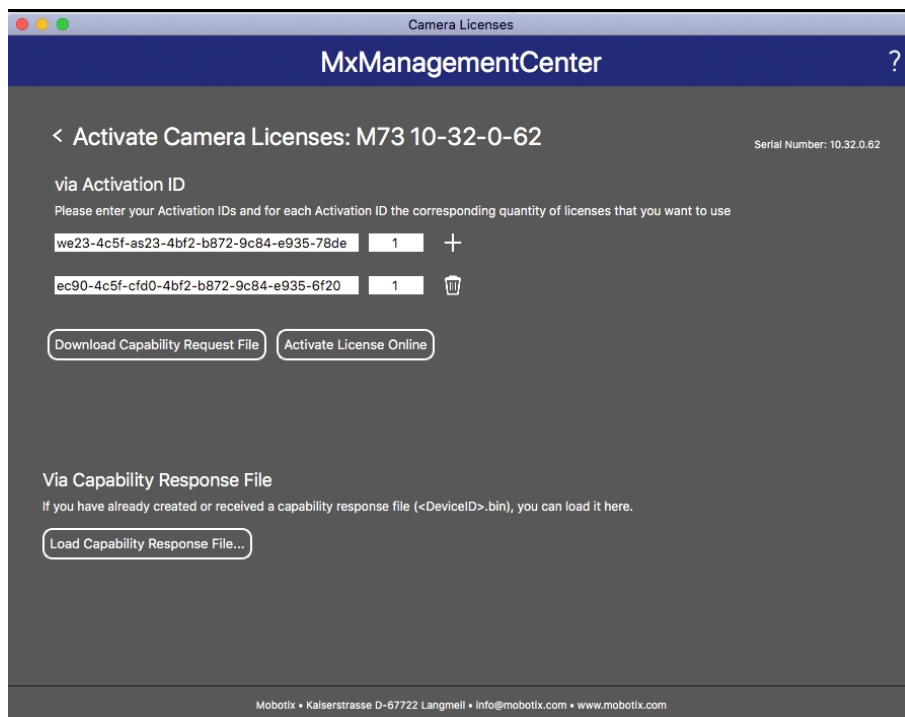 Camera Licenses
MxManagementCenter
?
< Activate Camera Licenses: M73 10-32-0-62
Serial Number: 10.32.0.62
via Activation ID
Please enter your Activation IDs and for each Activation ID the corresponding quantity of licenses that you want to use
we23-4c5f-as23-4bf2-b872-9c84-e935-78de 1 +
ec90-4c5f-cfd0-4bf2-b872-9c84-e935-6f20 1
Download Capability Request File Activate License Online
Via Capability Response File
If you have already created or received a capability response file (<DeviceID>.bin), you can load it here.
Load Capability Response File...
Mobotix • Kaiserstrasse D-67722 Langmeil • info@mobotix.com • www.mobotix.com